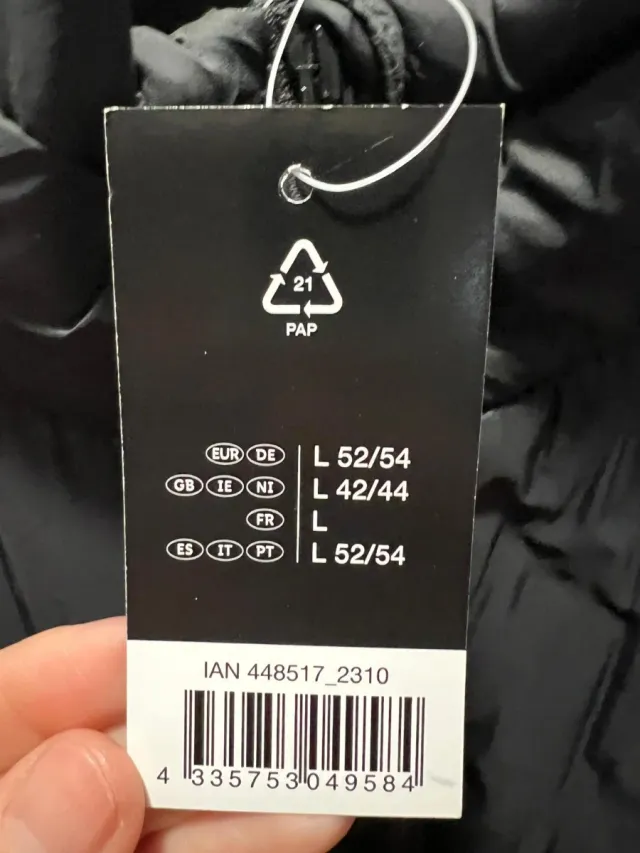 21
PAP
EUR DE L 52/54
GB IE NI L 42/44
FR L
ES IT PT L 52/54
IAN 448517_2310
4 335753 049584